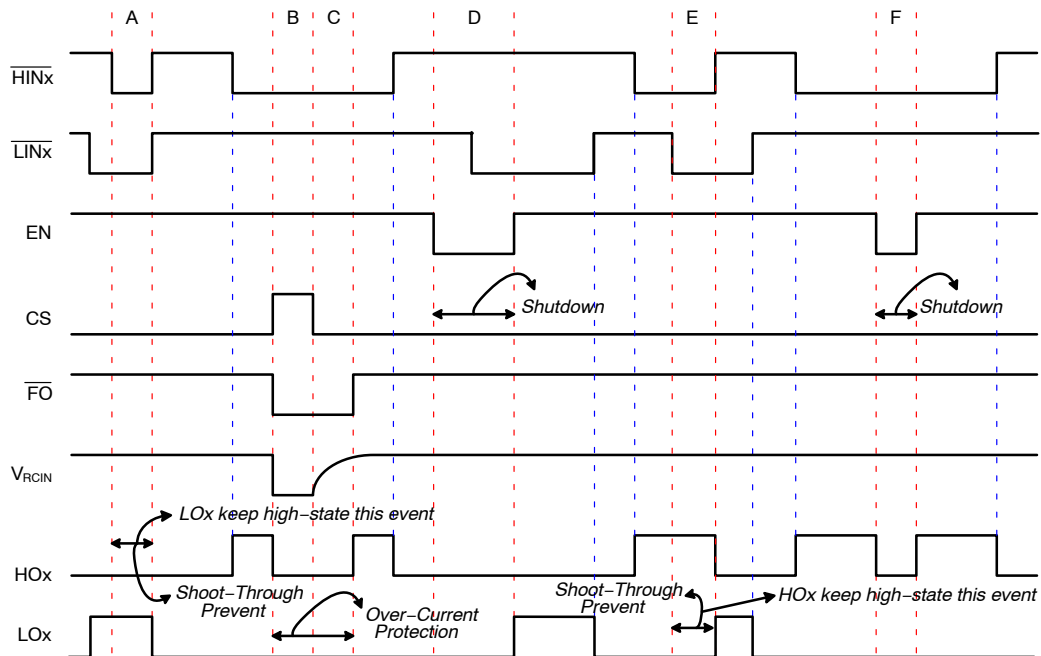 A B C D E F
HINx
LINx
EN
CS
Shutdown
Shutdown
FO
VRCIN
LOx keep high−state this event
HOx
Shoot−Through
Prevent
Over−Current
Protection
Shoot−Through
Prevent
HOx keep high−state this event
LOx